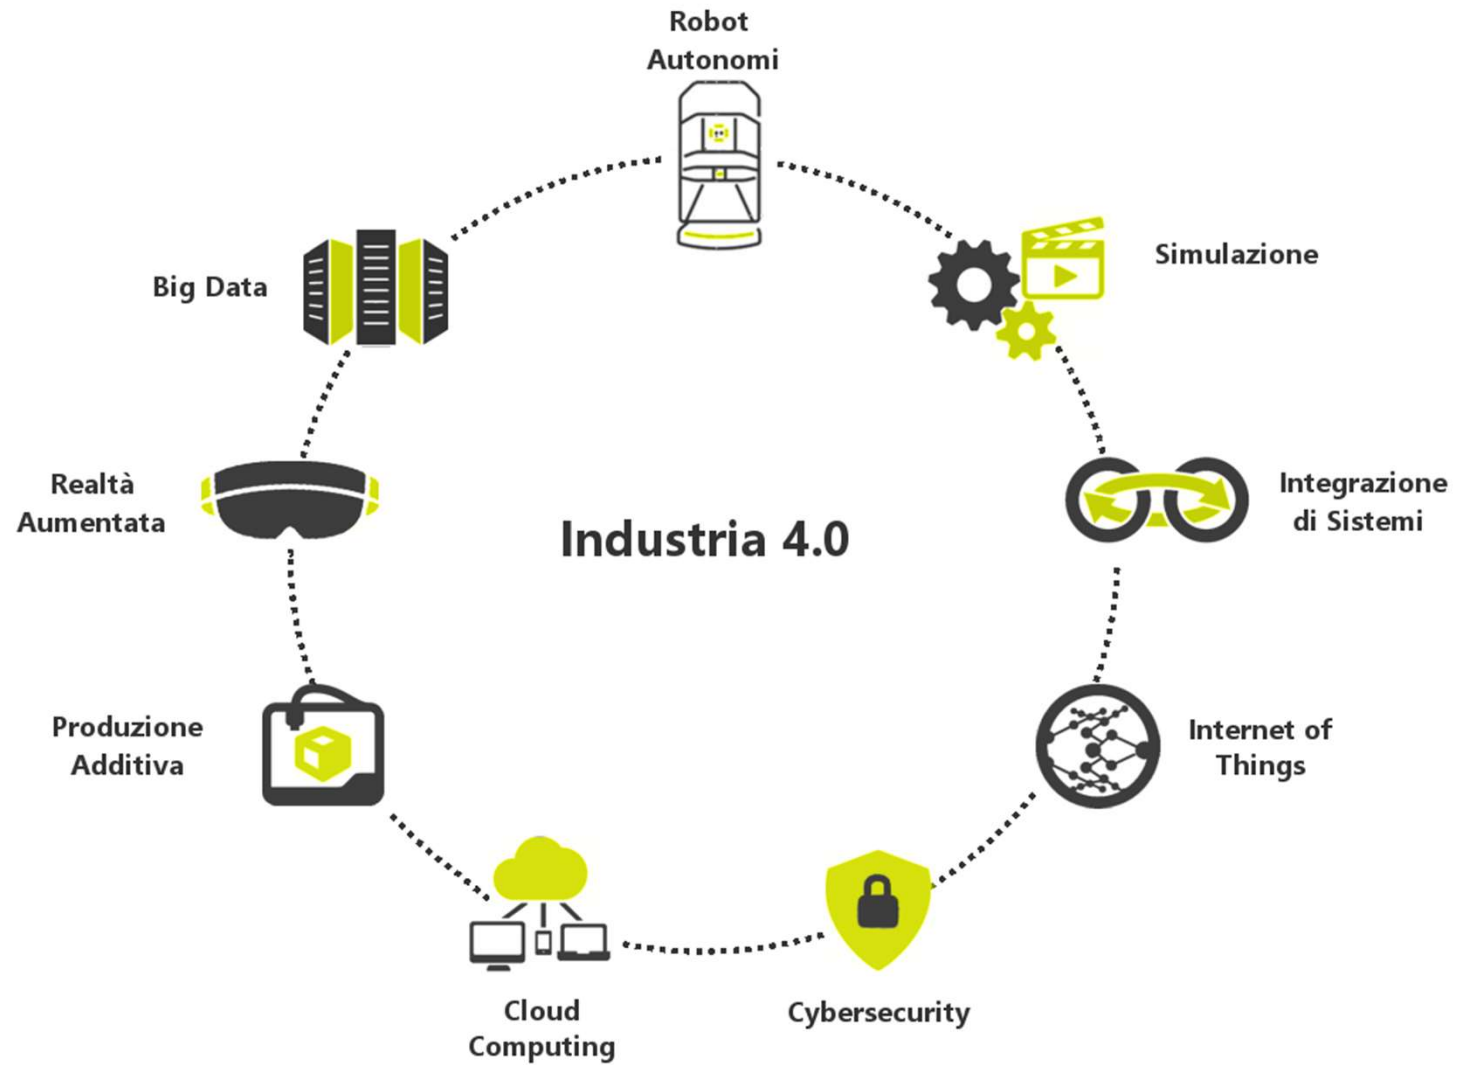 Robot
Autonomi
Simulazione
Big Data
Integrazione
di Sistemi
Realtà
Aumentata
Industria 4.0
Internet of
Things
Produzione
Additiva
Cybersecurity
Cloud
Computing